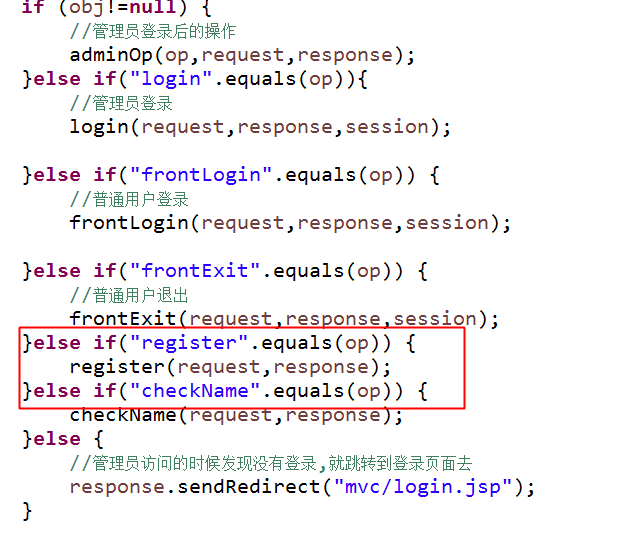 if (obj!=null) {
//管理员登录后的操作
adminOp(op,request,response);
}else if("login".equals(op)){
//管理员登录
login(request,response,session);
}else if("frontLogin".equals(op)) {
//普通用户登录
frontLogin(request,response,session);
}else if("frontExit".equals(op)) {
//普通用户退出
frontExit(request,response,session);
}else if("register".equals(op)) {
register(request,response);
}else if("checkName".equals(op)) {
checkName(request,response);
}else {
//管理员访问的时候发现没有登录,就跳转到登录页面去
response.sendRedirect("mvc/login.jsp");
}